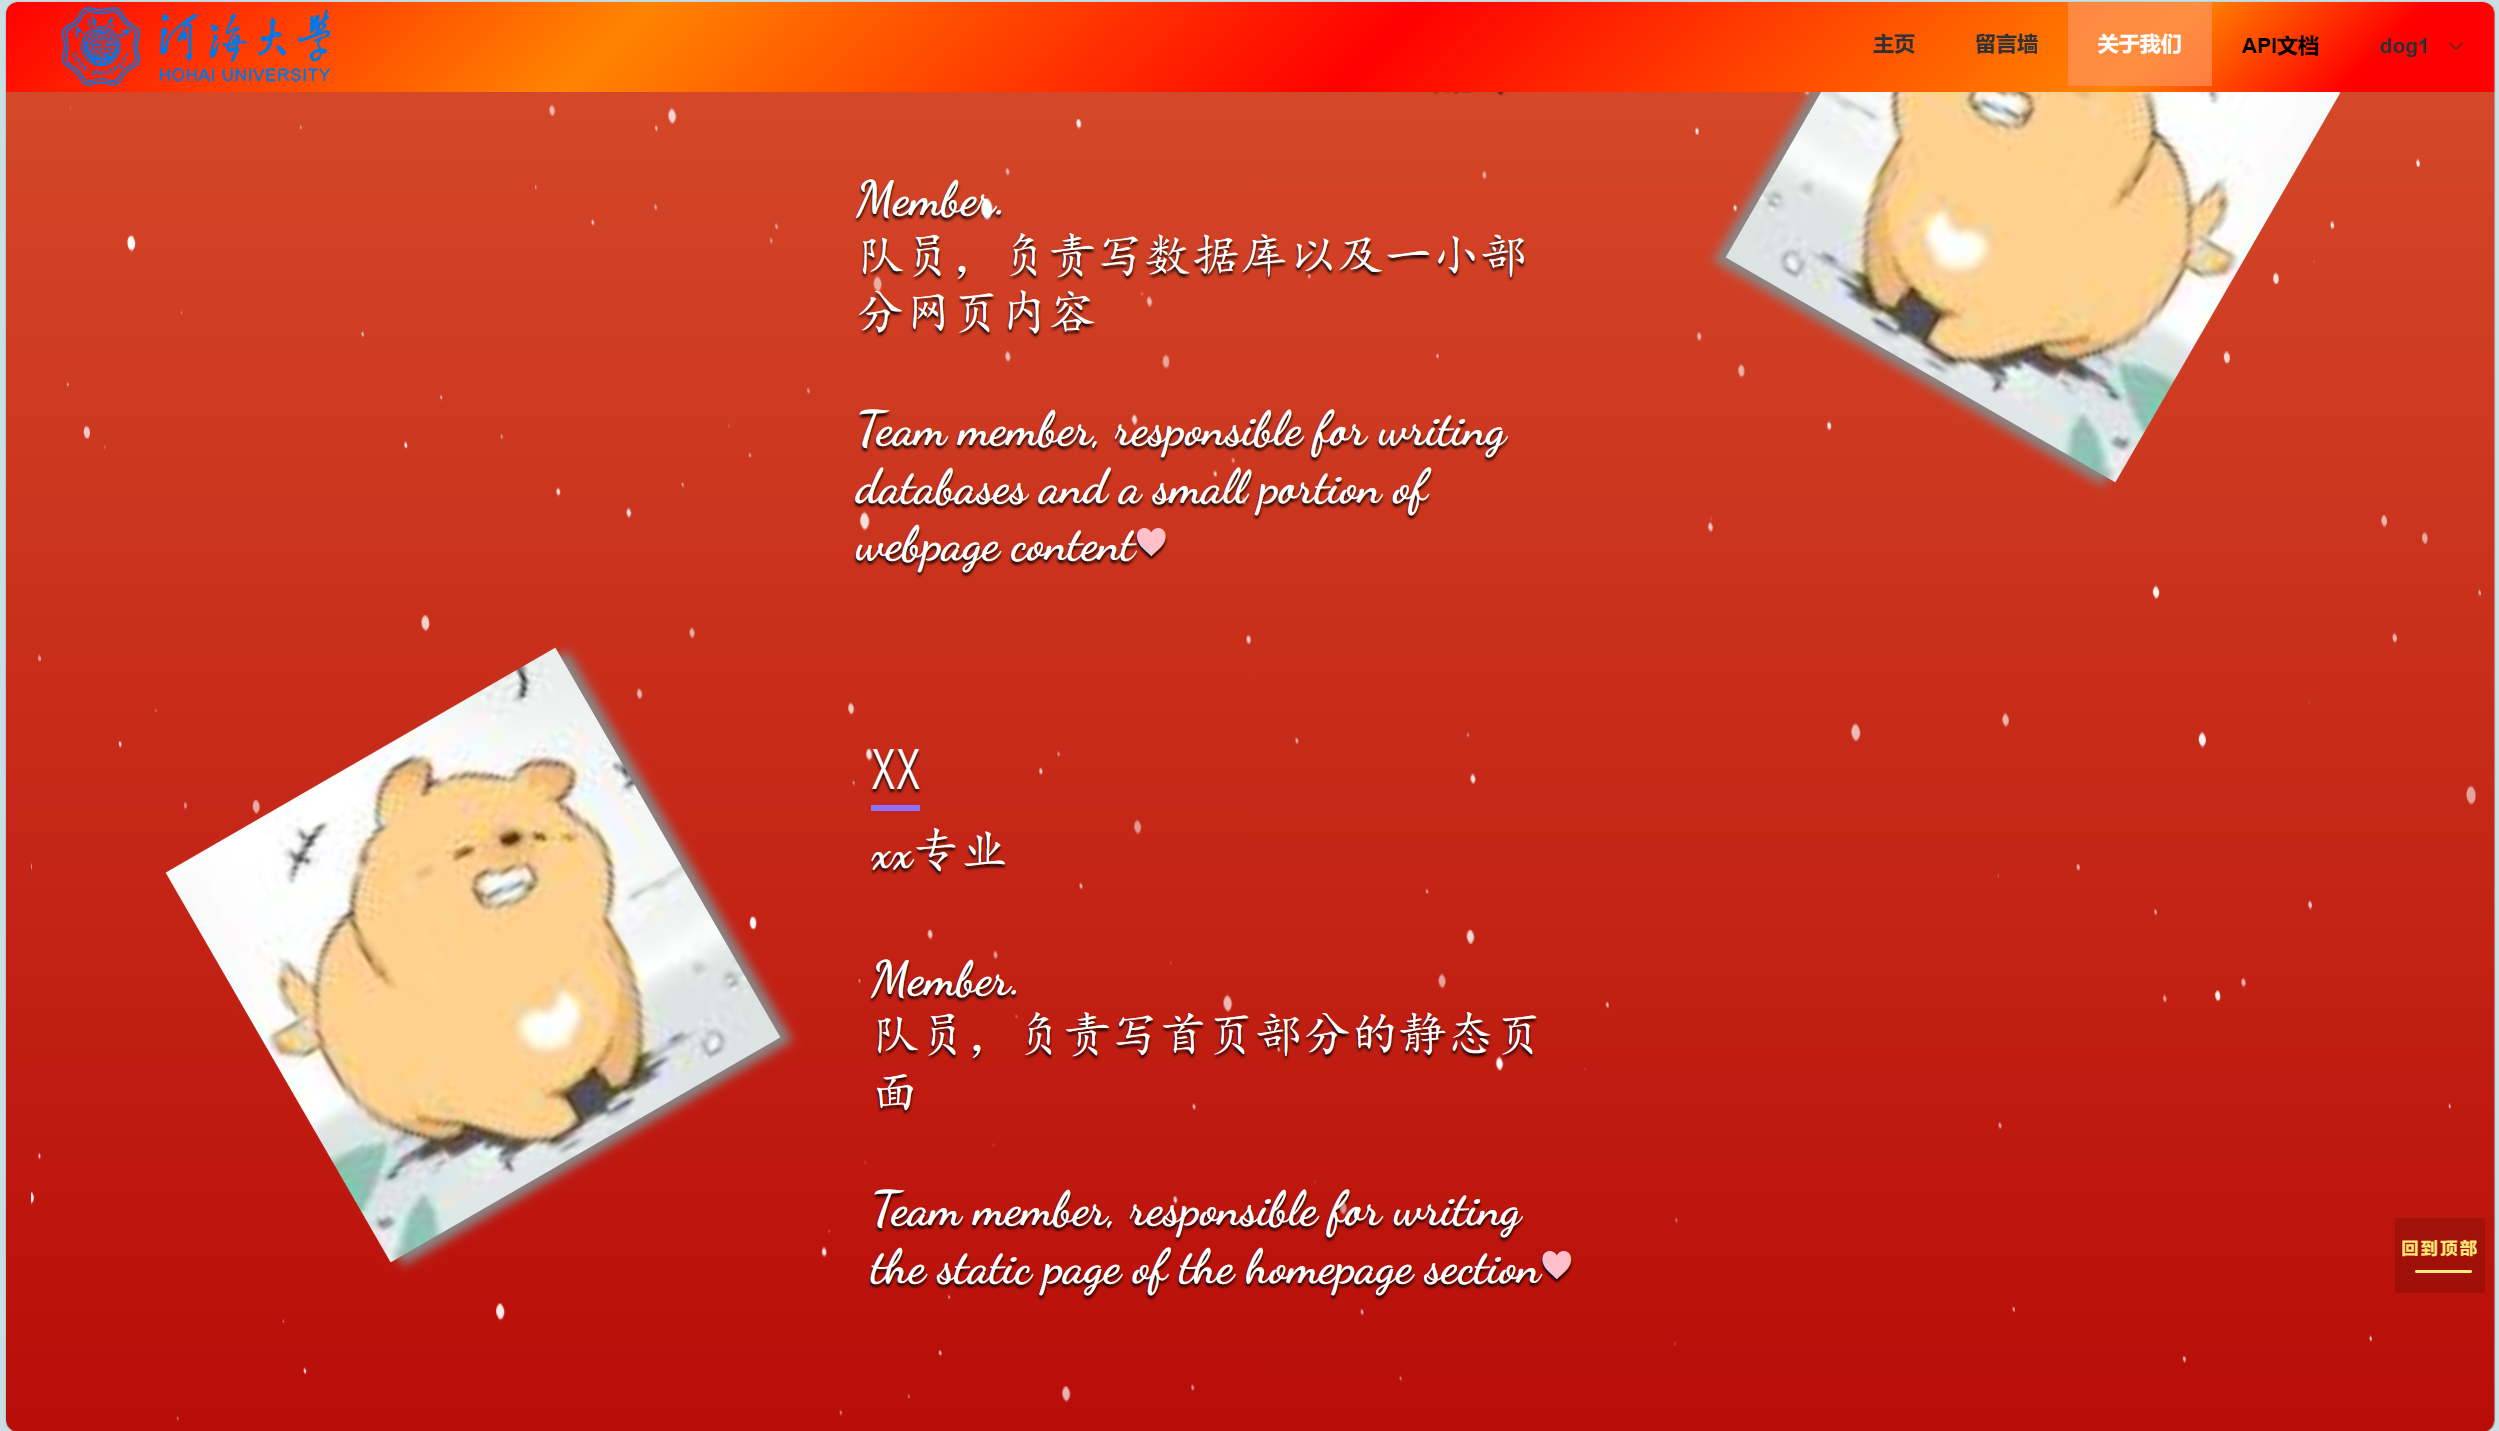 河海大学
HOHAI UNIVERSITY
主页
留言墙
关于我们
API文档
dog1
Member.
队员，负责写数据库以及一小部
分网页内容
Team member, responsible for writing
databases and a small portion of
webpage content
XX
xx专业
Member.
队员，负责写首页部分的静态页
面
Team member, responsible for writing
the static page of the homepage section
回到顶部